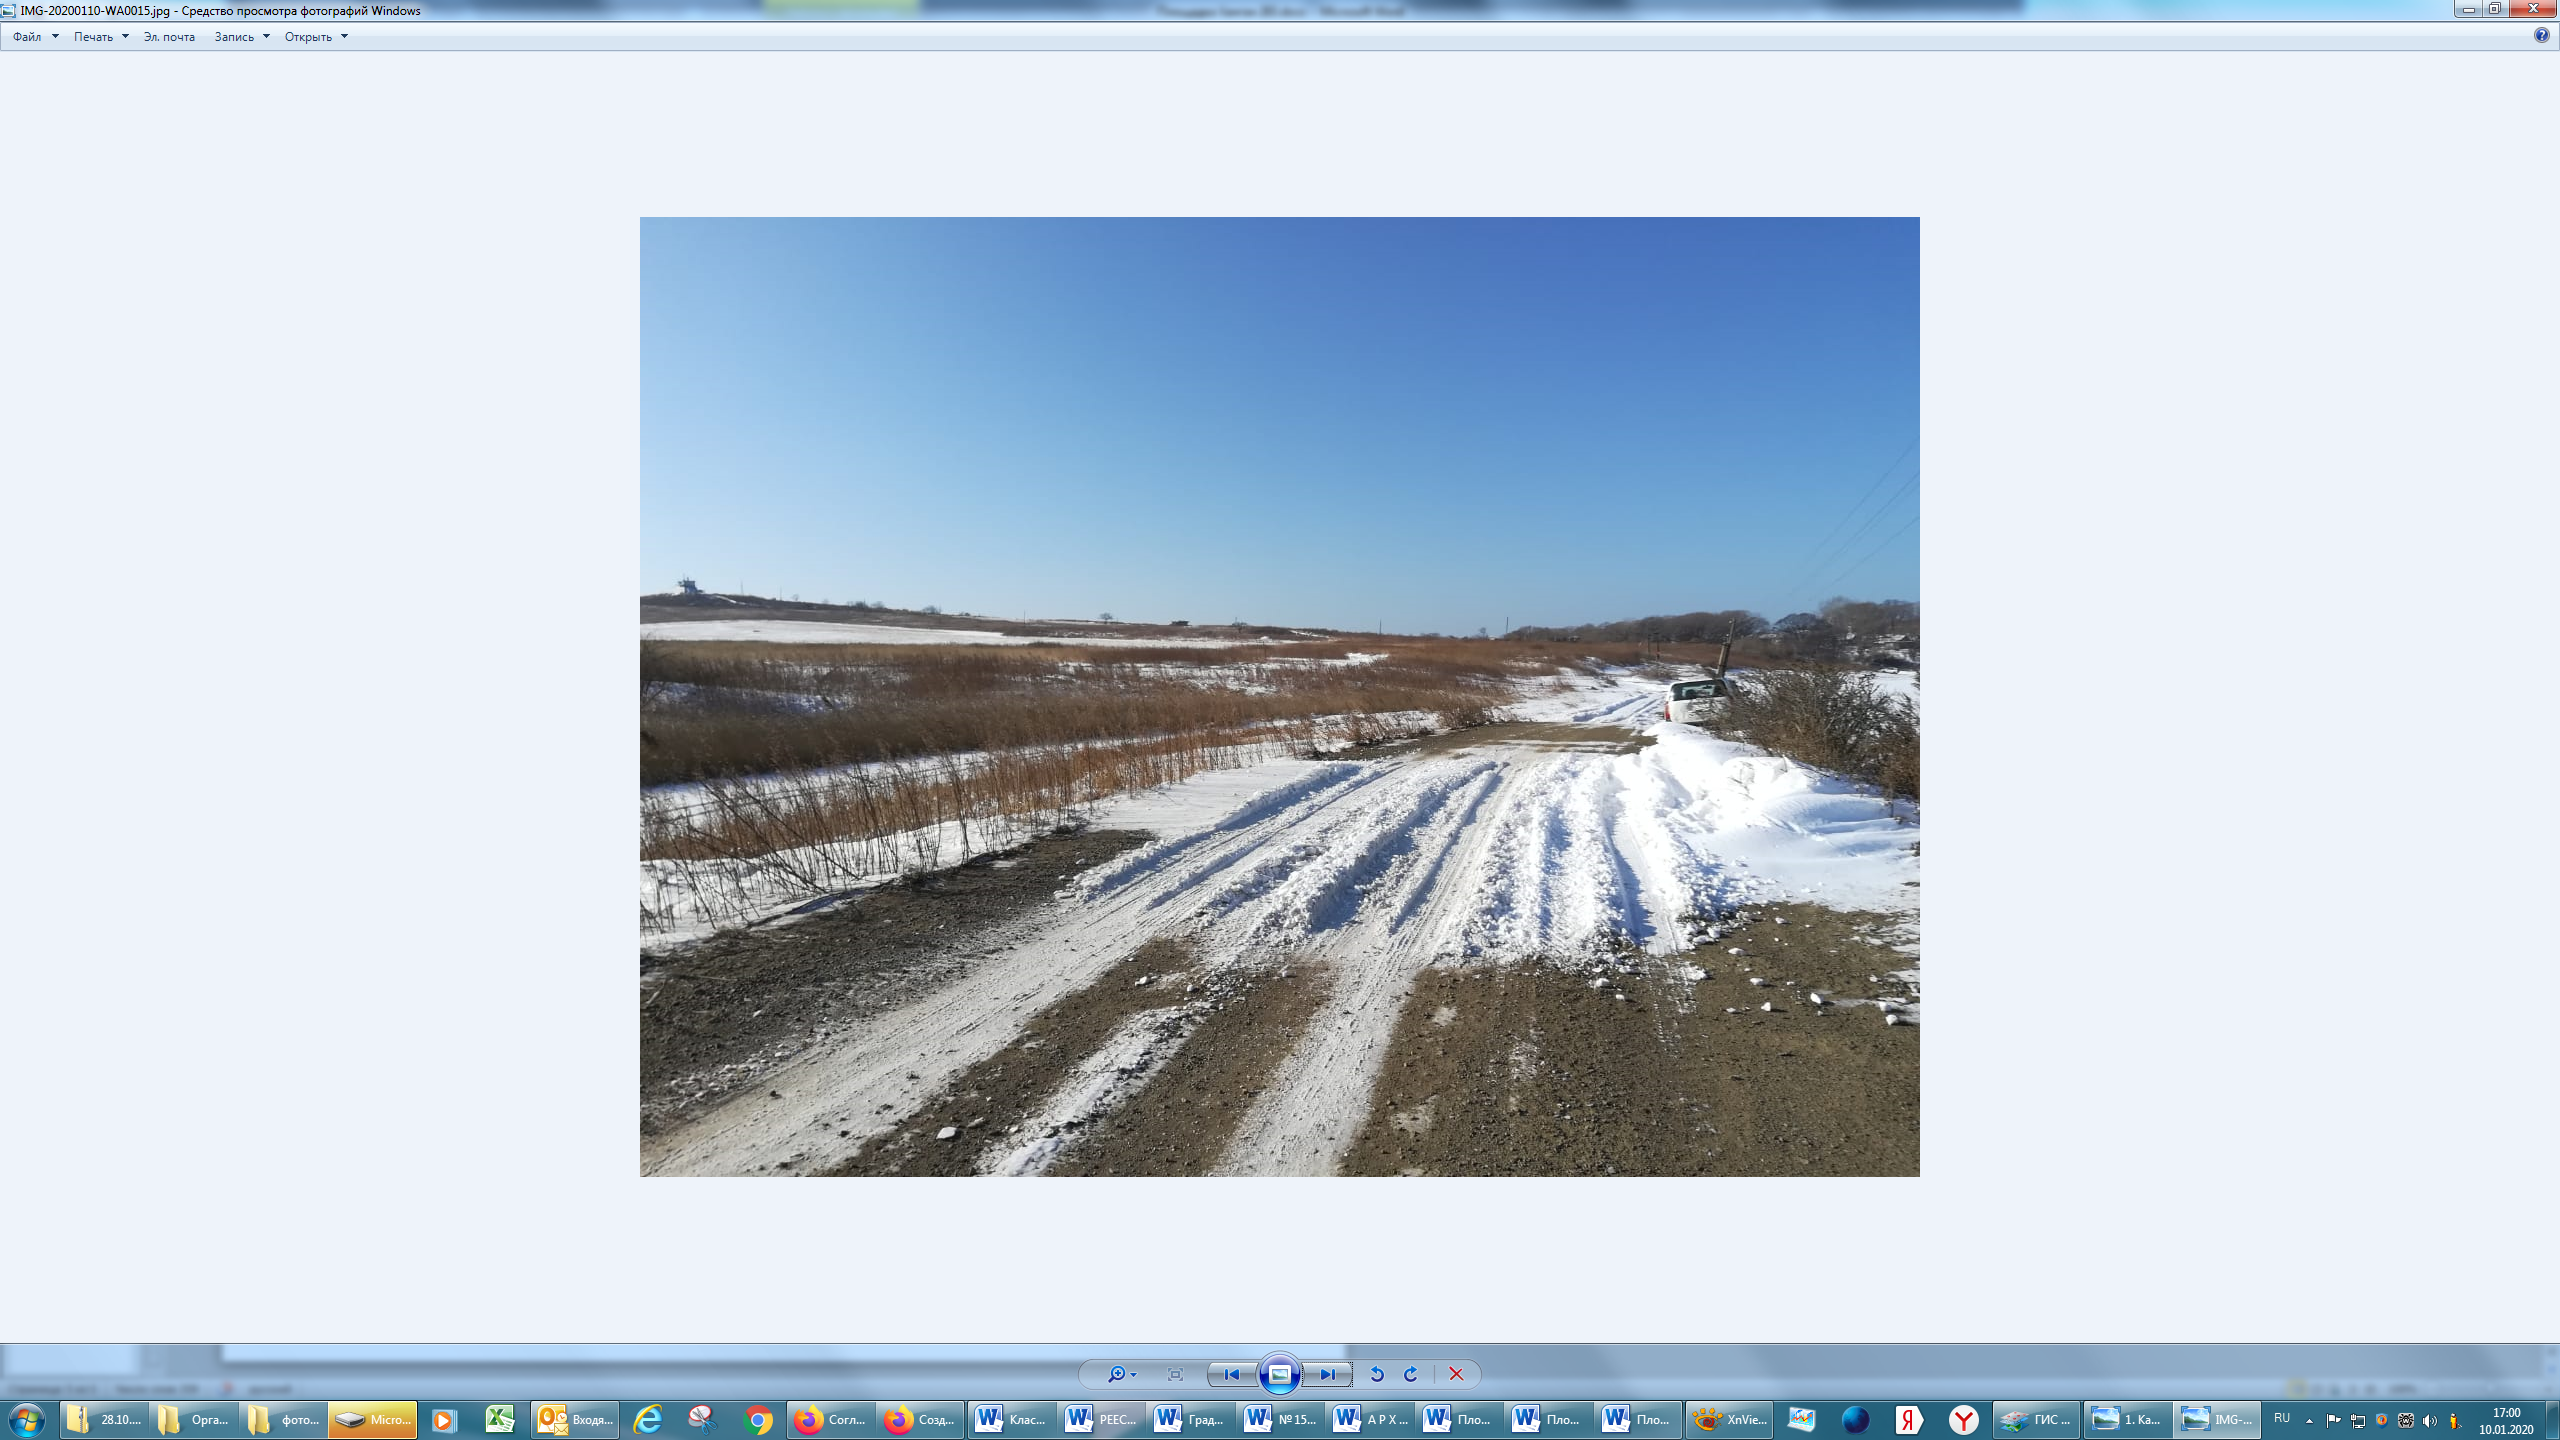 IMG-20200110-WA0015.jpg - Средство просмотра фотографий Windows
Файл Печать Эл. почта Запись Открыть
28.10....
Орга...
фото...
Micro...
Входя...
Согл...
Созд...
Клас...
РЕЕС...
Град...
№ 15...
А Р Х ...
Пло...
Пло...
Пло...
XnVie...
ГИС ...
1. Ка...
IMG-...
RU
17:00
10.01.2020